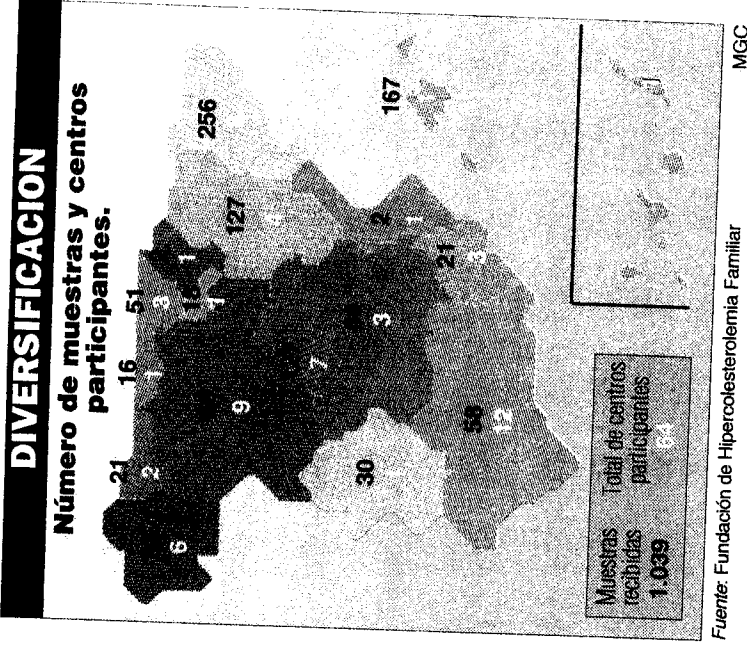 DIVERSIFICACION
Número de muestras y centros
participantes.
21
2
16
1
51
3
1
1
6
9
127
256
7
3
30
2
1
167
21
3
58
12
Muestras
recibidas
1.039
Total de centros
participantes
64
Fuente: Fundación de Hipercolesterolemia Familiar
MGC